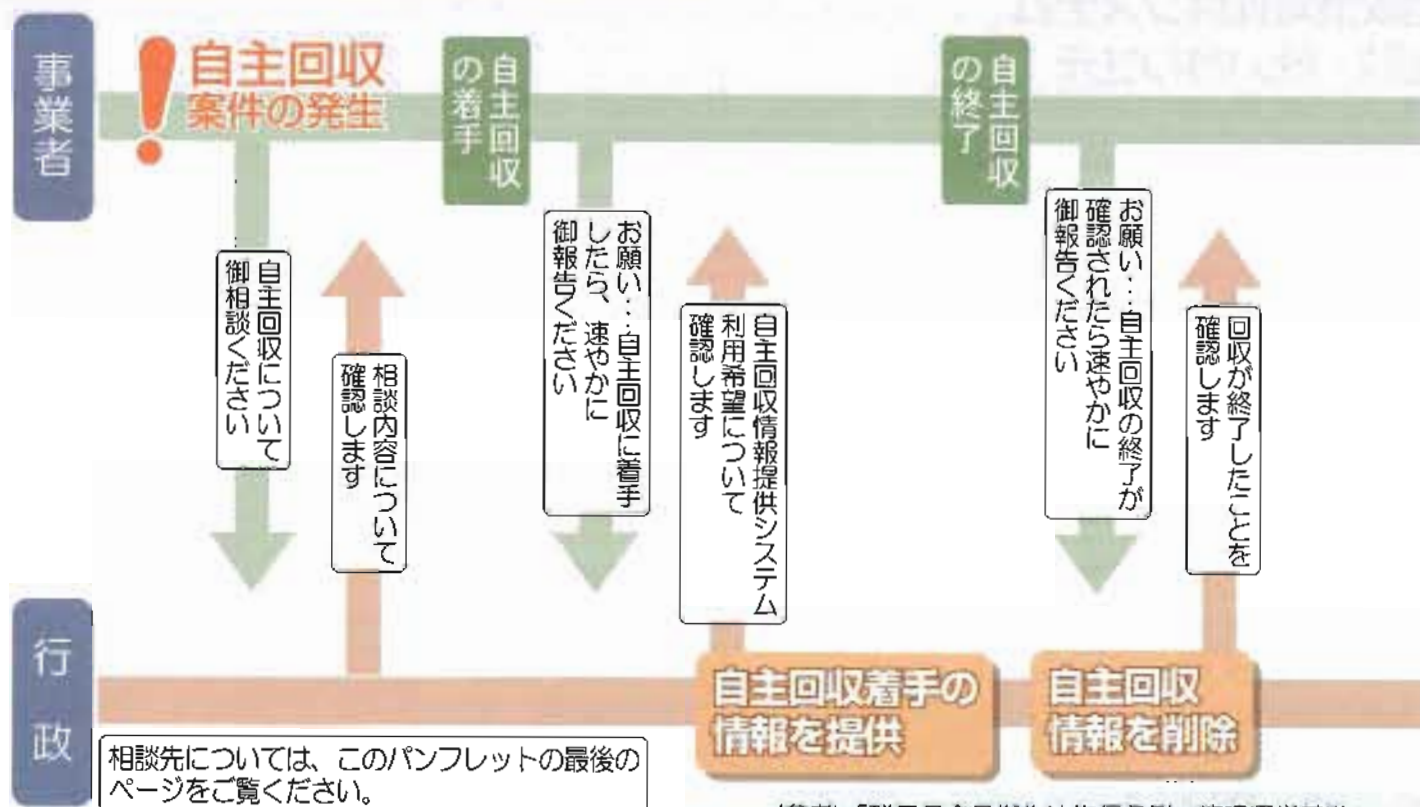 事業者
自主回収
案件の発生
自主回収
の着手
自主回収
の終了
自主回収について
御相談ください
相談内容について
確認します
お願い…自主回収に着手
したら、速やかに
御報告ください
自主回収情報提供システム
利用希望について
確認します
お願い…自主回収の終了が
確認されたら速やかに
御報告ください
回収が終了したことを
確認します
行政
自主回収着手の
情報を提供
自主回収
情報を削除
相談先については、このパンフレットの最後の
ページをご覧ください。